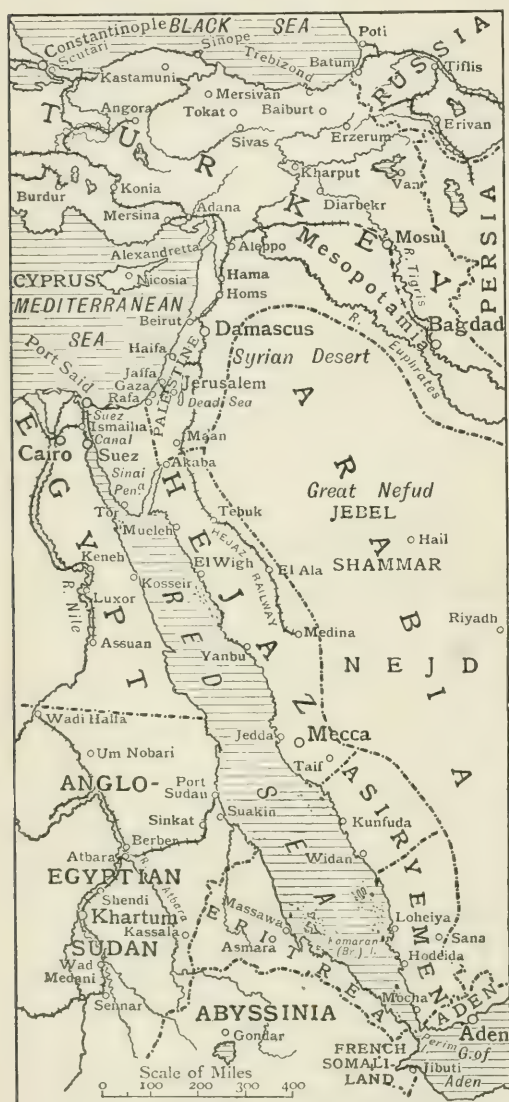 BLACK SEA
Constantinople
Scutari
Sinope
Trebizond
Poti
Batum
RUSSIA
Tiflis
Kastamuni
Mersivan
Angora
Tokat
Baiburt
Erivan
TURKEY
Sivas
Erzerum
Kharput
Van
Burdur
Konia
Diarbekr
Mersina
Adana
PERSIA
Alexandretta
Aleppo
Mosul
CYPRUS
Nicosia
Hama
Mesopotamia
R. Tigris
MEDITERRANEAN
SEA
Homs
Bagdad
Beirut
Damascus
R. Euphrates
Port Said
Haifa
Syrian Desert
Jaffa
Gaza
Rafa
PALESTINE
Jerusalem
Dead Sea
Suez
Ismailia
Canal
Cairo
Suez
Maan
Sinai
Pena
Akaba
ARABIA
EGYPT
Great Nefud
JEBEL
SHAMMAR
Tor
Mucleh
Tebuk
HEJAZ
HEJAZ RAILWAY
Hail
Keneh
El Wigh
El Ala
Kosseir
R. Nile
Luxor
Riyadh
Assuan
Medina
RED SEA
Yanbu
NEJD
Wadi Halfa
Jedda
Mecca
Um Nobari
Taif
ANGLO-
EGYPTIAN
SUDAN
Port
Sudau
ASIR
Sinkat
Suakin
Kunfuda
Berber
Atbara
R. Atbara
Widan
YEMEN
Shendi
Khartum
Kassala
Massawa
Loheiya
ERITREA
Asmara
Kamaran
(Br.) I.
Sana
Wad
Medani
Hodeida
Sennar
ABYSSINIA
Mocha
ADEN
Gondar
Aden
Perim
I.
G. of
Aden
FRENCH
SOMALI-
LAND
Jibuti
Scale of Miles
0 100 200 300 400